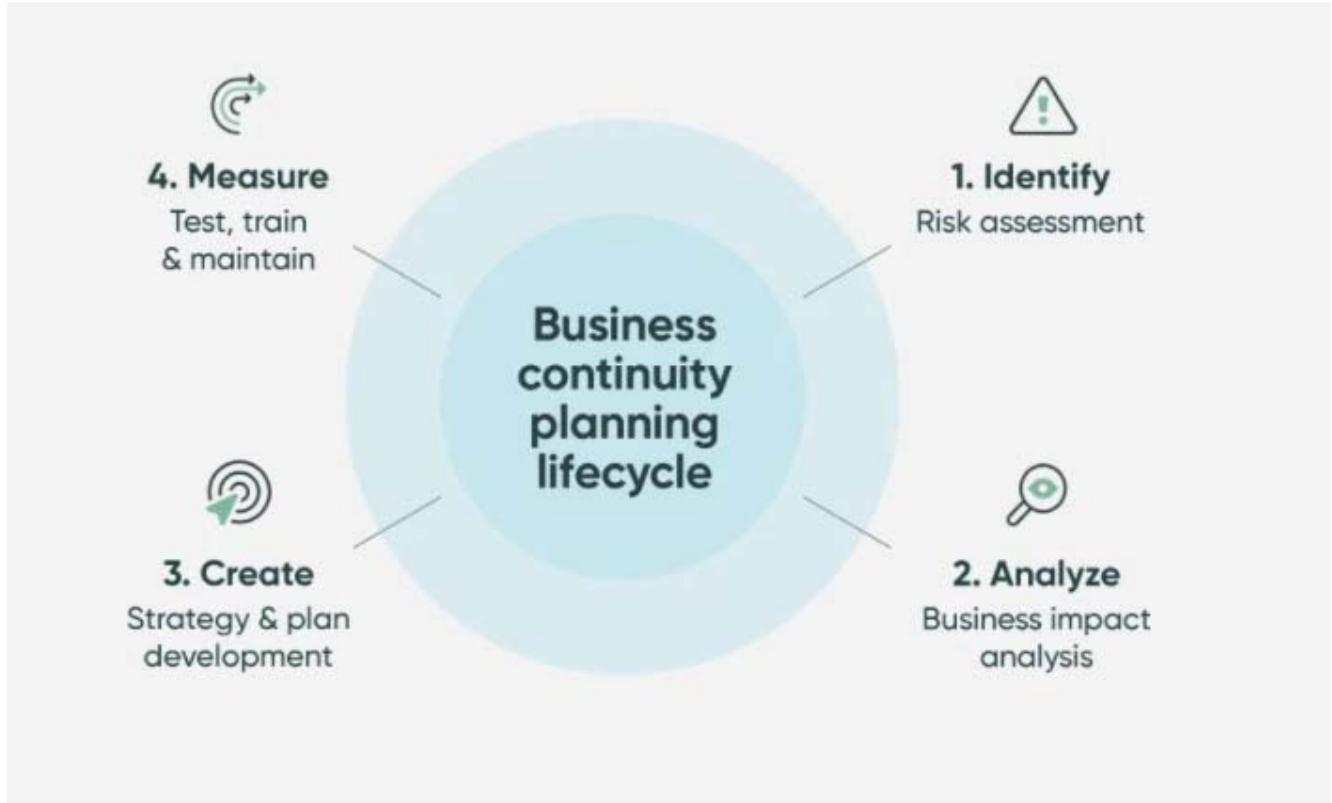 4. Measure
Test, train
& maintain
1. Identify
Risk assessment
Business
continuity
planning
lifecycle
3. Create
Strategy & plan
development
2. Analyze
Business impact
analysis